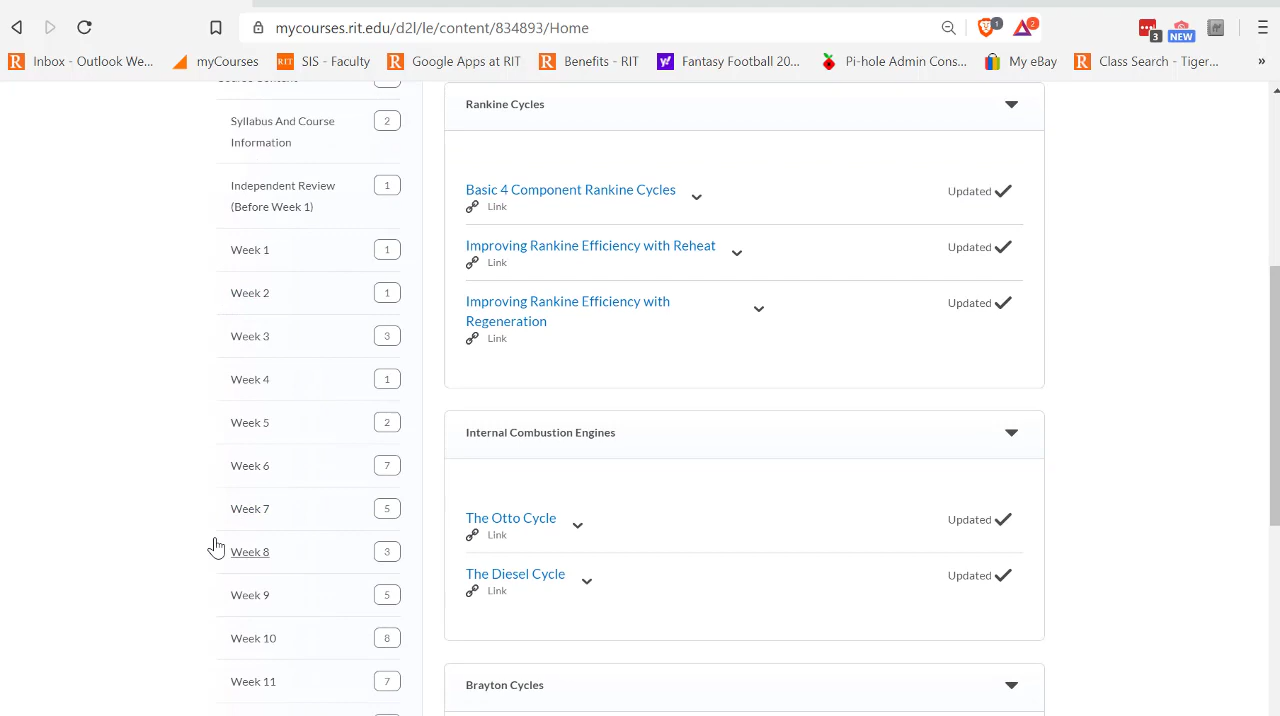 mycourses.rit.edu/d2l/le/content/834893/Home
1
2
3
NEW
Inbox - Outlook We...
myCourses
RIT
SIS - Faculty
R
Google Apps at RIT
R
Benefits - RIT
Fantasy Football 20...
Pi-hole Admin Cons...
My eBay
R
Class Search - Tiger...
»
Syllabus And Course
Information
2
Independent Review
(Before Week 1)
1
Week 1
1
Week 2
1
Week 3
3
Week 4
1
Week 5
2
Week 6
7
Week 7
5
Week 8
3
Week 9
5
Week 10
8
Week 11
7
Rankine Cycles
Basic 4 Component Rankine Cycles
Link
Updated
Improving Rankine Efficiency with Reheat
Link
Updated
Improving Rankine Efficiency with
Regeneration
Link
Updated
Internal Combustion Engines
The Otto Cycle
Link
Updated
The Diesel Cycle
Link
Updated
Brayton Cycles